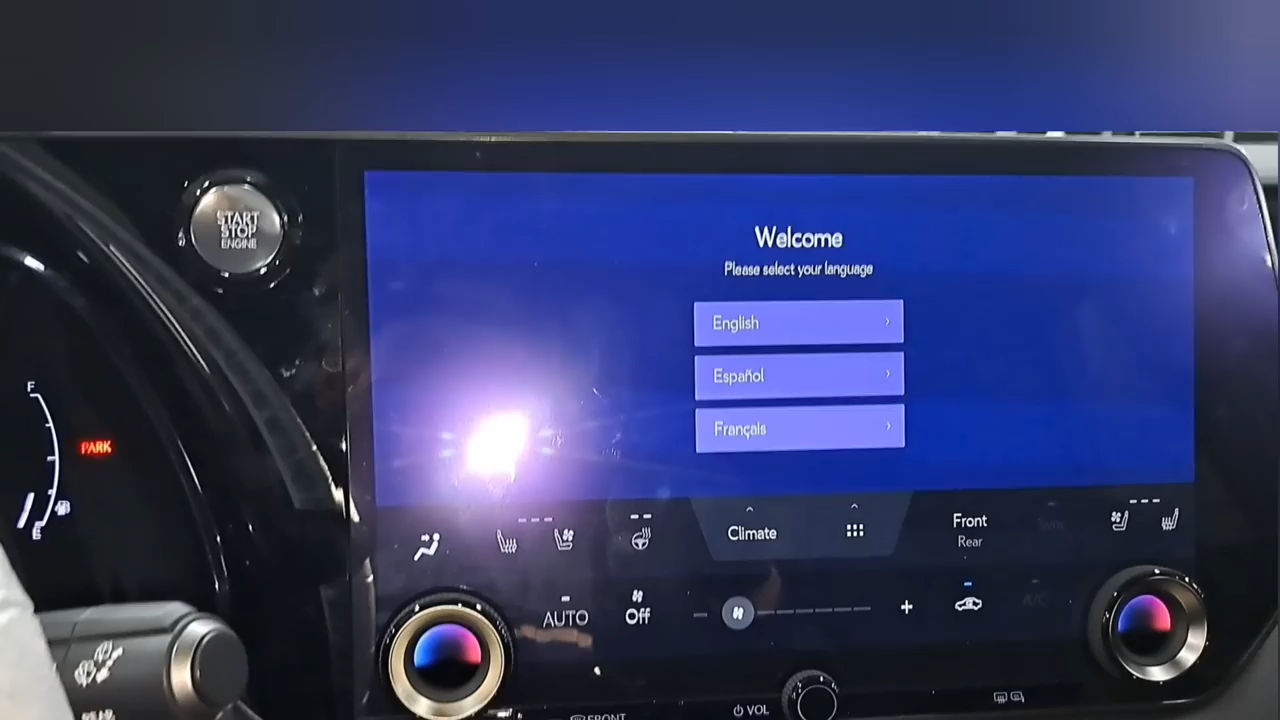 START
STOP
ENGINE
Welcome
Please select your language
English
Español
Français
F
PARK
E
Climate
Front
Rear
Sync
AUTO
Off
A/C
VOL
FRONT